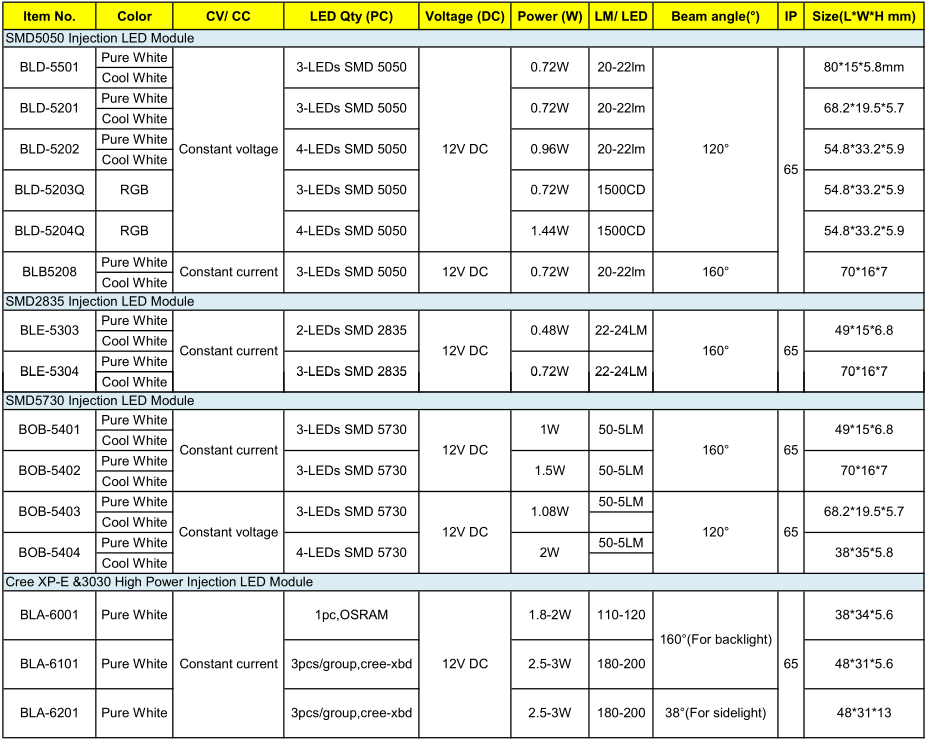 Item No. Color CV/ CC LED Qty (PC) Voltage (DC) Power (W) LM/ LED Beam angle(°) IP Size(L*W*H mm)
SMD5050 Injection LED Module
BLD-5501 Pure White Cool White 3-LEDs SMD 5050 0.72W 20-22lm 80*15*5.8mm
BLD-5201 Pure White Cool White 3-LEDs SMD 5050 0.72W 20-22lm 68.2*19.5*5.7
BLD-5202 Pure White Cool White Constant voltage 4-LEDs SMD 5050 12V DC 0.96W 20-22lm 120° 65 54.8*33.2*5.9
BLD-5203Q RGB 3-LEDs SMD 5050 0.72W 1500CD 54.8*33.2*5.9
BLD-5204Q RGB 4-LEDs SMD 5050 1.44W 1500CD 54.8*33.2*5.9
BLB5208 Pure White Cool White Constant current 3-LEDs SMD 5050 12V DC 0.72W 20-22lm 160° 70*16*7
SMD2835 Injection LED Module
BLE-5303 Pure White Cool White Constant current 2-LEDs SMD 2835 12V DC 0.48W 22-24LM 160° 65 49*15*6.8
BLE-5304 Pure White Cool White 3-LEDs SMD 2835 0.72W 22-24LM 70*16*7
SMD5730 Injection LED Module
BOB-5401 Pure White Cool White Constant current 3-LEDs SMD 5730 12V DC 1W 50-5LM 160° 65 49*15*6.8
BOB-5402 Pure White Cool White 3-LEDs SMD 5730 1.5W 50-5LM 70*16*7
BOB-5403 Pure White Cool White Constant voltage 3-LEDs SMD 5730 12V DC 1.08W 50-5LM 120° 65 68.2*19.5*5.7
BOB-5404 Pure White Cool White 4-LEDs SMD 5730 2W 50-5LM 38*35*5.8
Cree XP-E &3030 High Power Injection LED Module
BLA-6001 Pure White 1pc,OSRAM 1.8-2W 110-120 160°(For backlight) 38*34*5.6
BLA-6101 Pure White Constant current 3pcs/group,cree-xbd 12V DC 2.5-3W 180-200 65 48*31*5.6
BLA-6201 Pure White 3pcs/group,cree-xbd 2.5-3W 180-200 38°(For sidelight) 48*31*13